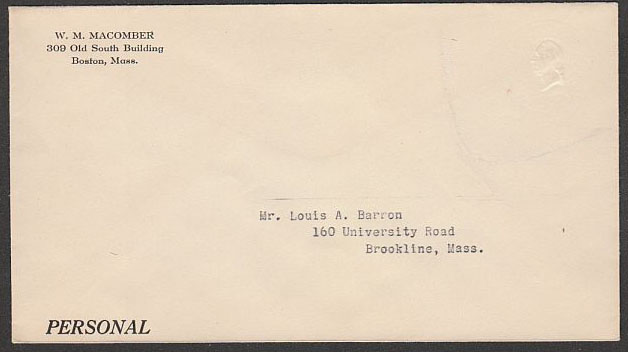 W. M. MACOMBER
309 Old South Building
Boston, Mass.
Mr. Louis A. Barron
160 University Road
Brookline, Mass.
PERSONAL